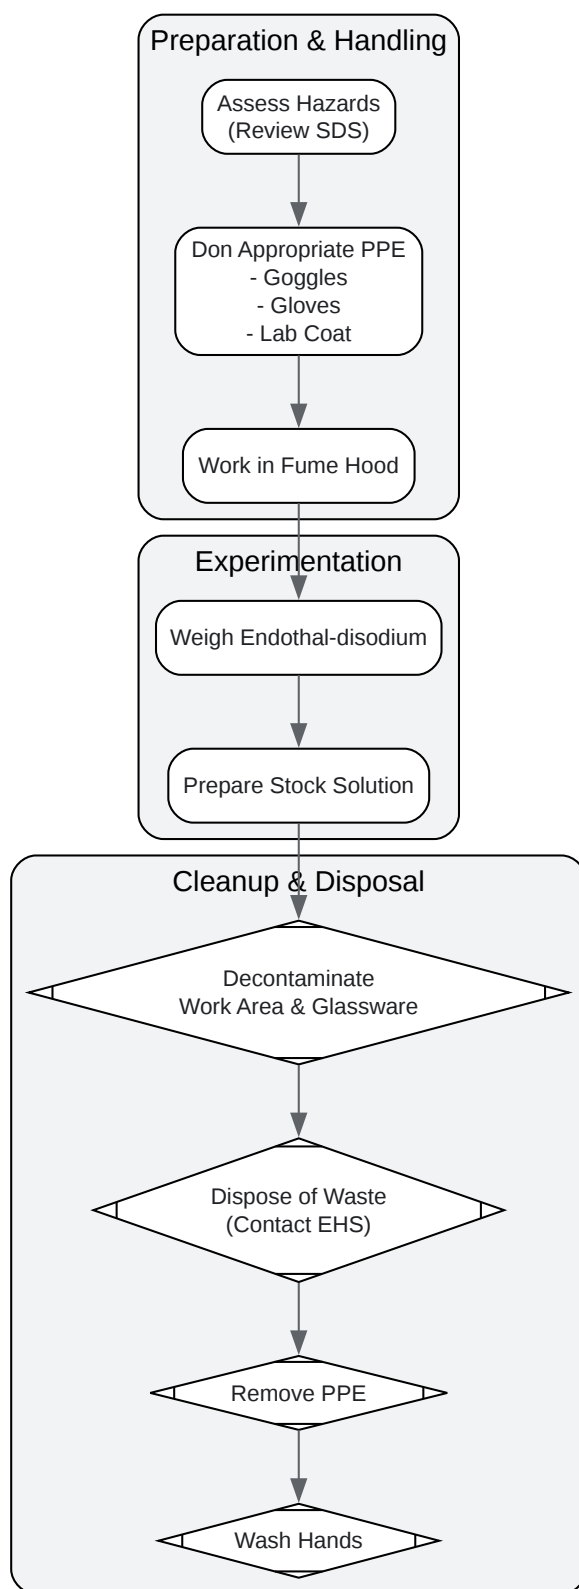 Preparation & Handling
Assess Hazards
(Review SDS)
Don Appropriate PPE
- Goggles
- Gloves
- Lab Coat
Work in Fume Hood
Experimentation
Weigh Endothal-disodium
Prepare Stock Solution
Cleanup & Disposal
Decontaminate
Work Area & Glassware
Dispose of Waste
(Contact EHS)
Remove PPE
Wash Hands